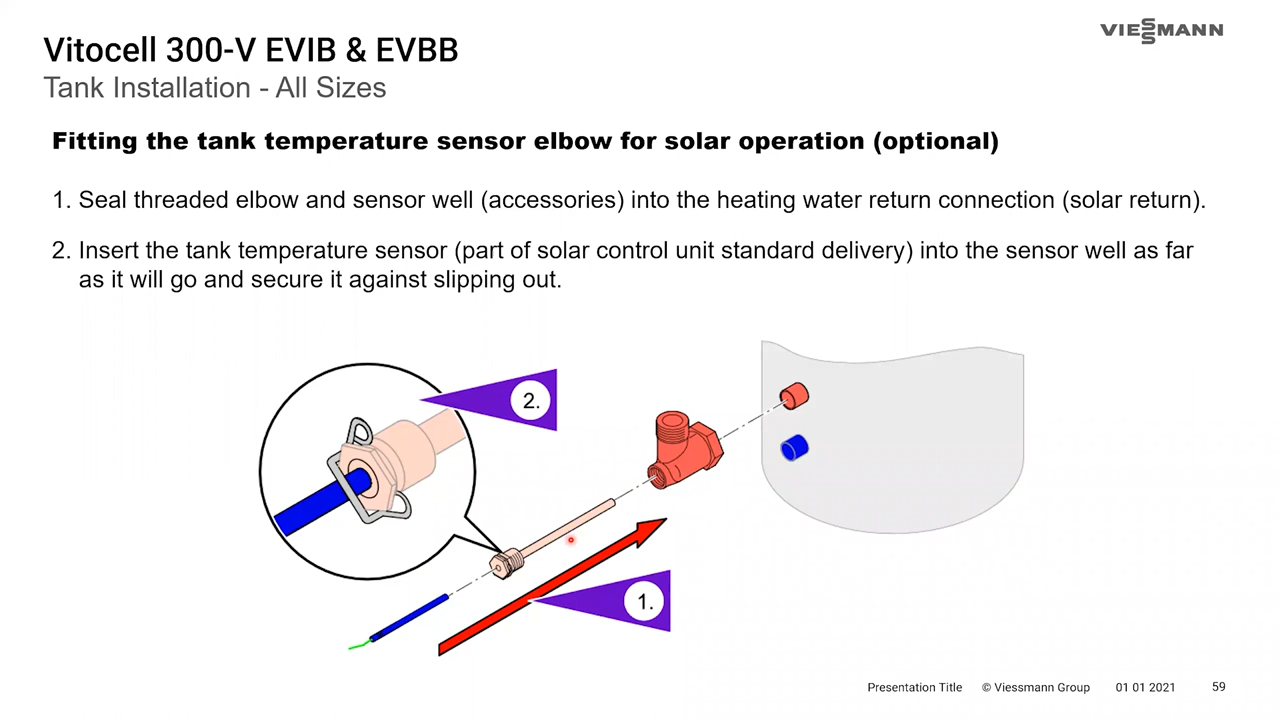 Vitocell 300-V EVIB & EVBB
VIESSMANN
Tank Installation - All Sizes
Fitting the tank temperature sensor elbow for solar operation (optional)
1. Seal threaded elbow and sensor well (accessories) into the heating water return connection (solar return).
2. Insert the tank temperature sensor (part of solar control unit standard delivery) into the sensor well as far
as it will go and secure it against slipping out.
2.
1.
Presentation Title © Viessmann Group 01 01 2021 59